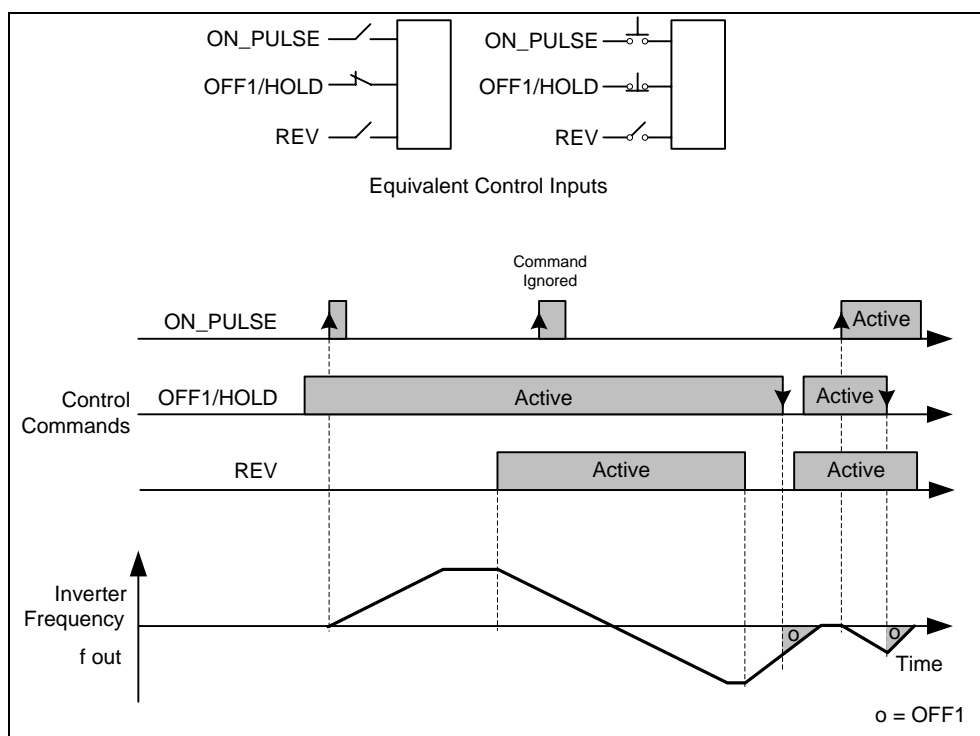 ON_PULSE
OFF1/HOLD
REV
ON_PULSE
OFF1/HOLD
REV
Equivalent Control Inputs
Command
Ignored
ON_PULSE
Active
Control
Commands
OFF1/HOLD
Active
Active
REV
Active
Active
Inverter
Frequency
f out
o
o
Time
o = OFF1